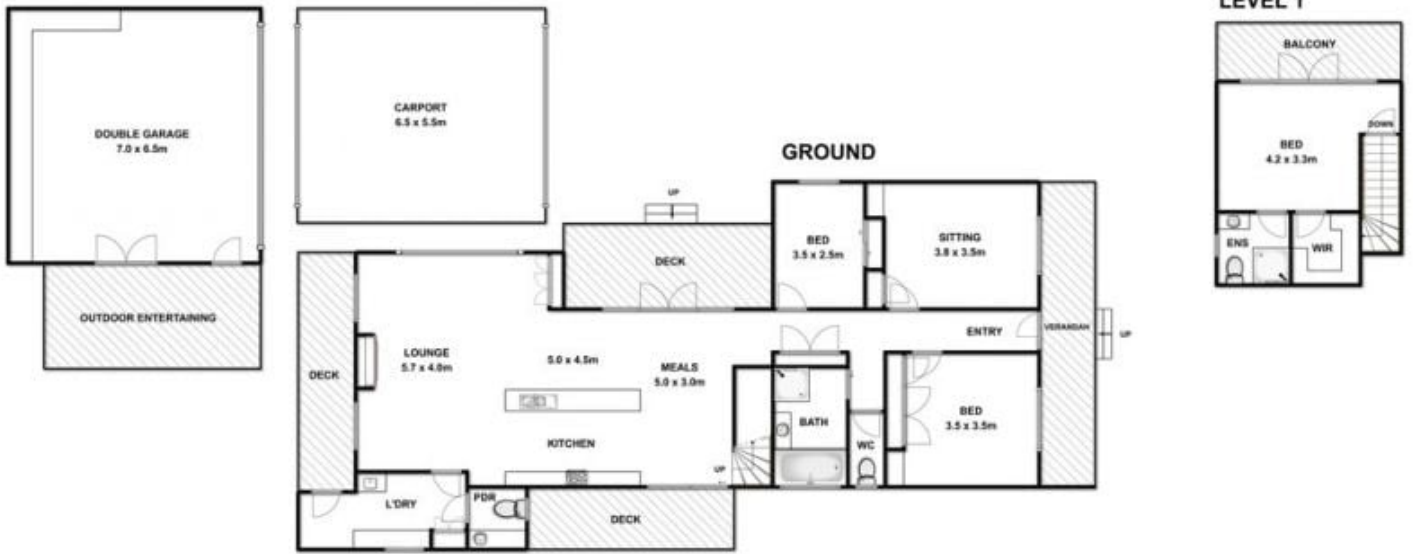 LEVEL 1
BALCONY
DOWN
BED
4.2 x 3.3m
ENS
WIR
DOUBLE GARAGE
7.0 x 6.5m
OUTDOOR ENTERTAINING
CARPORT
6.5 x 5.5m
GROUND
UP
DECK
BED
3.5 x 2.5m
SITTING
3.8 x 3.5m
ENTRY
VERANDAH
UP
DECK
LOUNGE
5.7 x 4.0m
5.0 x 4.5m
MEALS
5.0 x 3.0m
KITCHEN
UP
BATH
WC
BED
3.5 x 3.5m
L'DRY
PDR
DECK